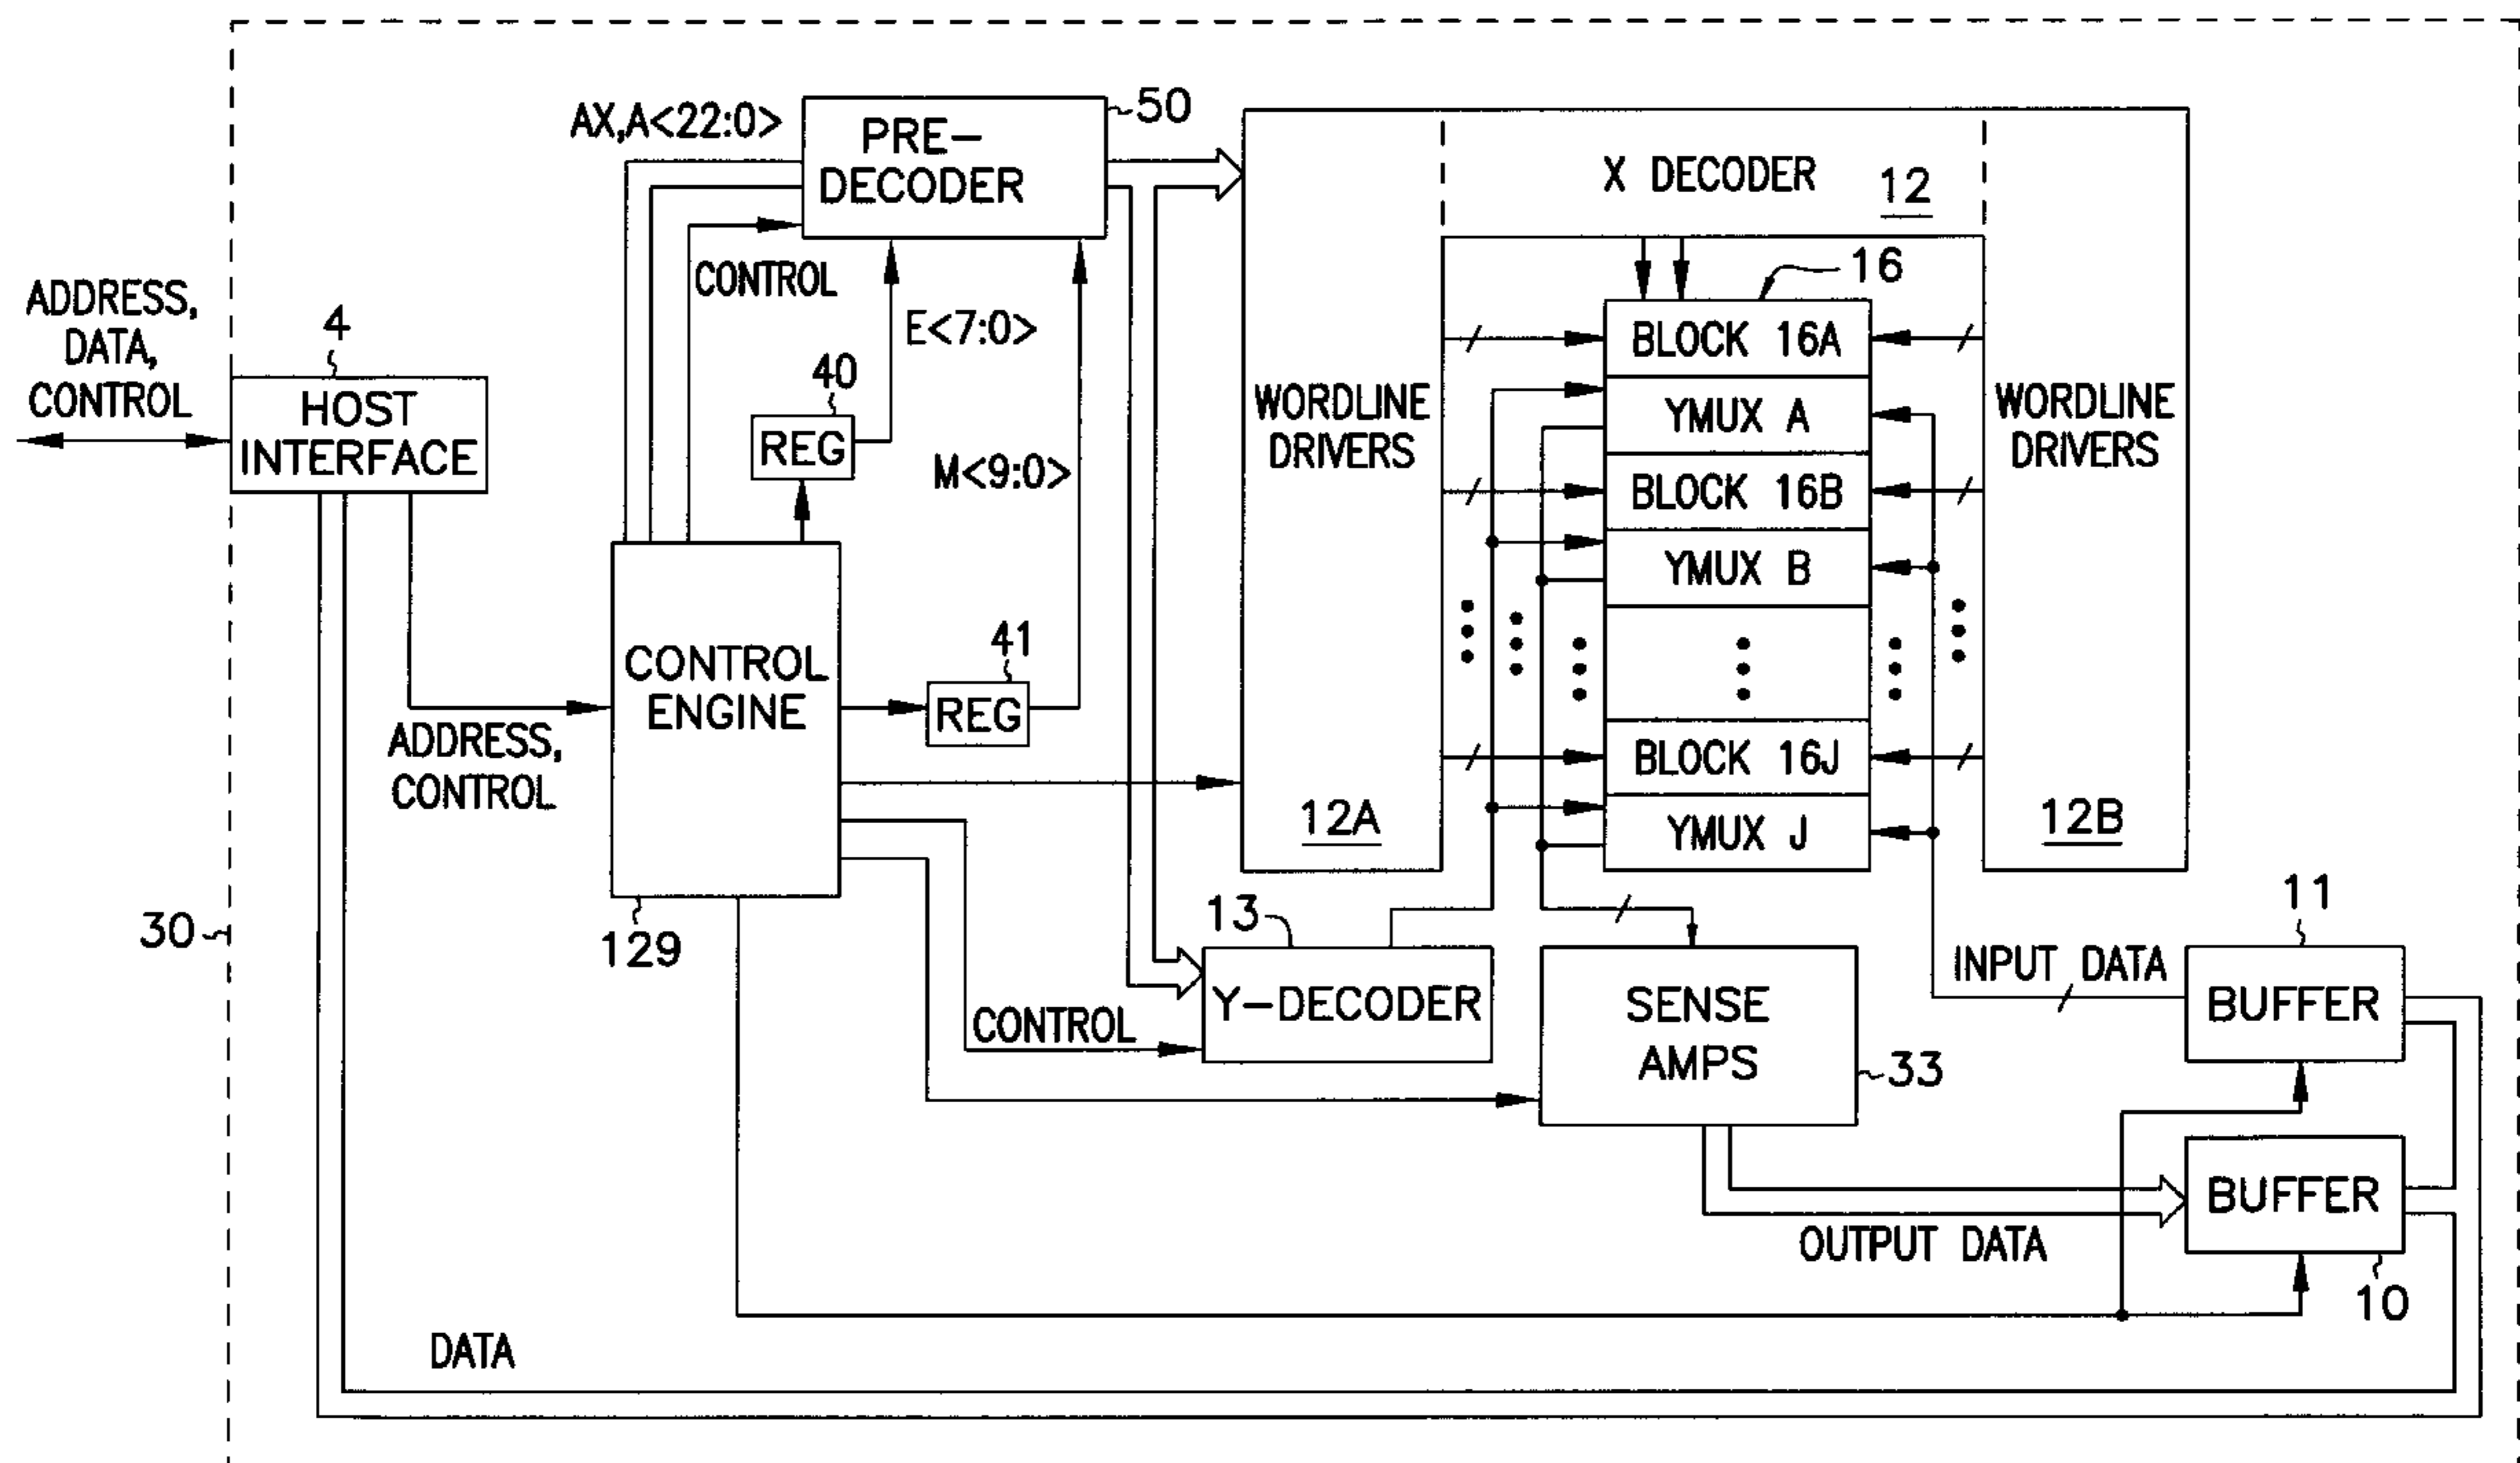 AX,A<22:0>
50
PRE-
DECODER
X DECODER
12
CONTROL
16
ADDRESS,
DATA,
CONTROL
4
E<7:0>
BLOCK 16A
HOST
INTERFACE
40
REG
WORDLINE
DRIVERS
YMUX A
WORDLINE
DRIVERS
M<9:0>
BLOCK 16B
YMUX B
CONTROL
ENGINE
41
REG
ADDRESS,
CONTROL
BLOCK 16J
12A
YMUX J
12B
30
129
13
11
INPUT DATA
Y-DECODER
SENSE
AMPS
BUFFER
CONTROL
33
BUFFER
OUTPUT DATA
10
DATA